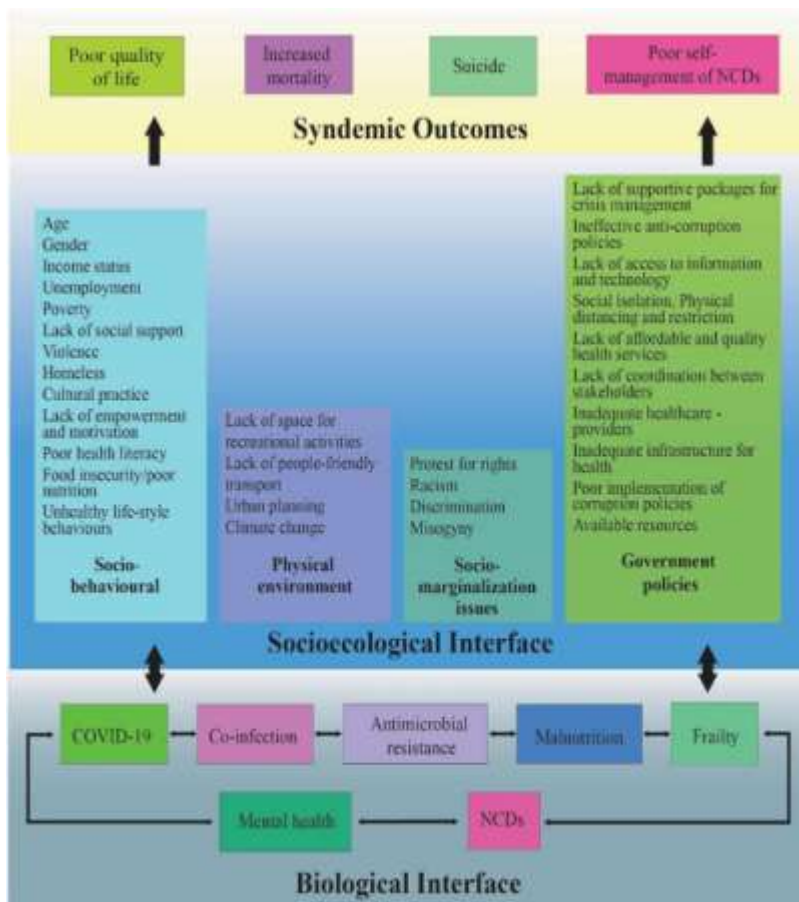 Poor quality
of life
Increased
mortality
Suicide
Poor self-
management of NCDs
Syndemic Outcomes
Age
Gender
Income status
Unemployment
Poverty
Lack of social support
Violence
Homeless
Cultural practice
Lack of empowerment
and motivation
Poor health literacy
Food insecurity/poor
nutrition
Unhealthy life-style
behaviours
Socio-
behavioural
Lack of space for
recreational activities
Lack of people-friendly
transport
Urban planning
Climate change
Physical
environment
Protest for rights
Racism
Discrimination
Misogyny
Socio-
marginalization
issues
Lack of supportive packages for
crisis management
Ineffective anti-corruption
policies
Lack of access to information
and technology
Social isolation, Physical
distancing and restriction
Lack of affordable and quality
health services
Lack of coordination between
stakeholders
Inadequate healthcare -
providers
Inadequate infrastructure for
health
Poor implementation of
corruption policies
Available resources
Government
policies
Socioecological Interface
COVID-19
Co-infection
Antimicrobial
resistance
Malnutrition
Frailty
Mental health
NCDs
Biological Interface